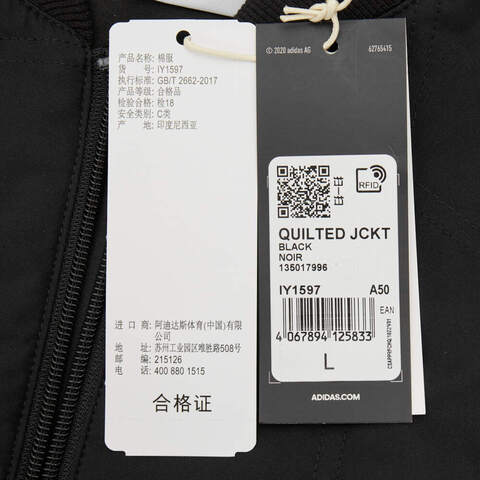 产品名称: 棉服
货 号: IY1597
执行标准: GB/T 2662-2017
产品等级: 合格品
检验合格: 检18
安全类别: C类
产 地: 印度尼西亚
进 口 商: 阿迪达斯体育(中国)有限
公司
地 址: 苏州工业园区唯胜路508号
邮 编: 215126
电 话: 400 880 1515
合格证
© 2020 adidas AG 62765415
RFID
QUILTED JCKT
BLACK
NOIR
135017996
IY1597 A50
EAN
4 067894 125833
L
ADIDAS.COM